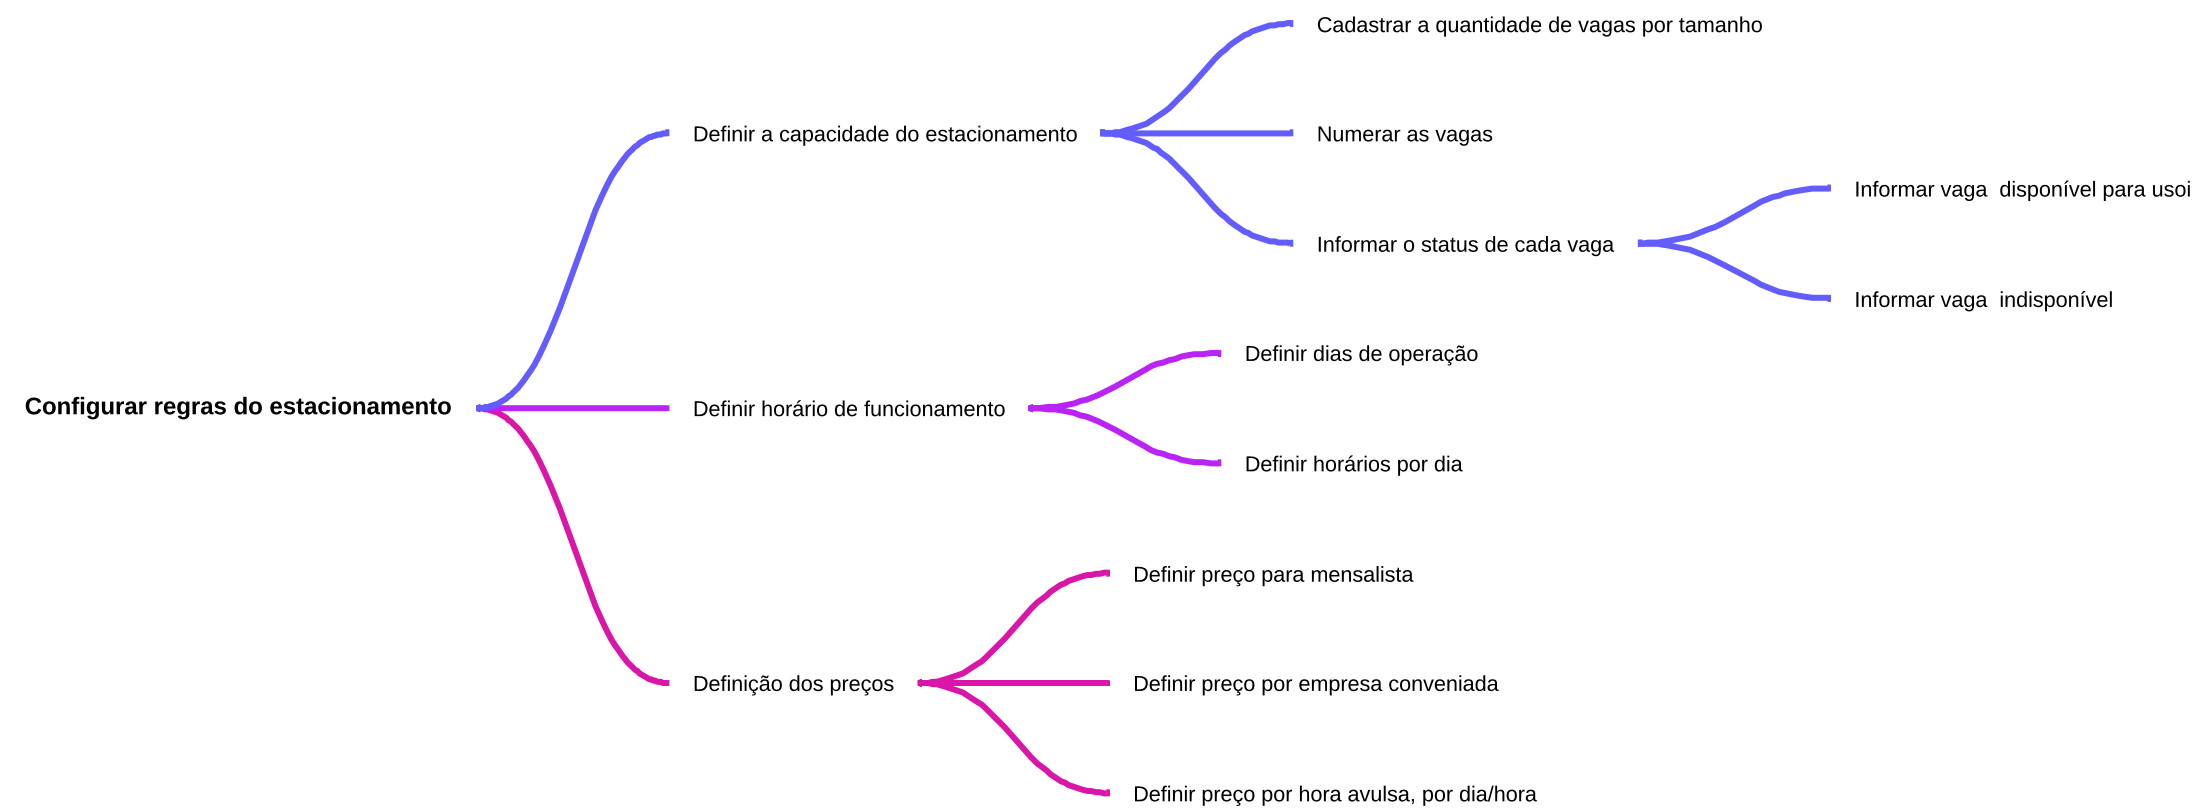 Configurar regras do estacionamento
Definir a capacidade do estacionamento
Cadastrar a quantidade de vagas por tamanho
Numerar as vagas
Informar o status de cada vaga
Informar vaga  disponível para usoi
Informar vaga  indisponível
Definir horário de funcionamento
Definir dias de operação
Definir horários por dia
Definição dos preços
Definir preço para mensalista
Definir preço por empresa conveniada
Definir preço por hora avulsa, por dia/hora